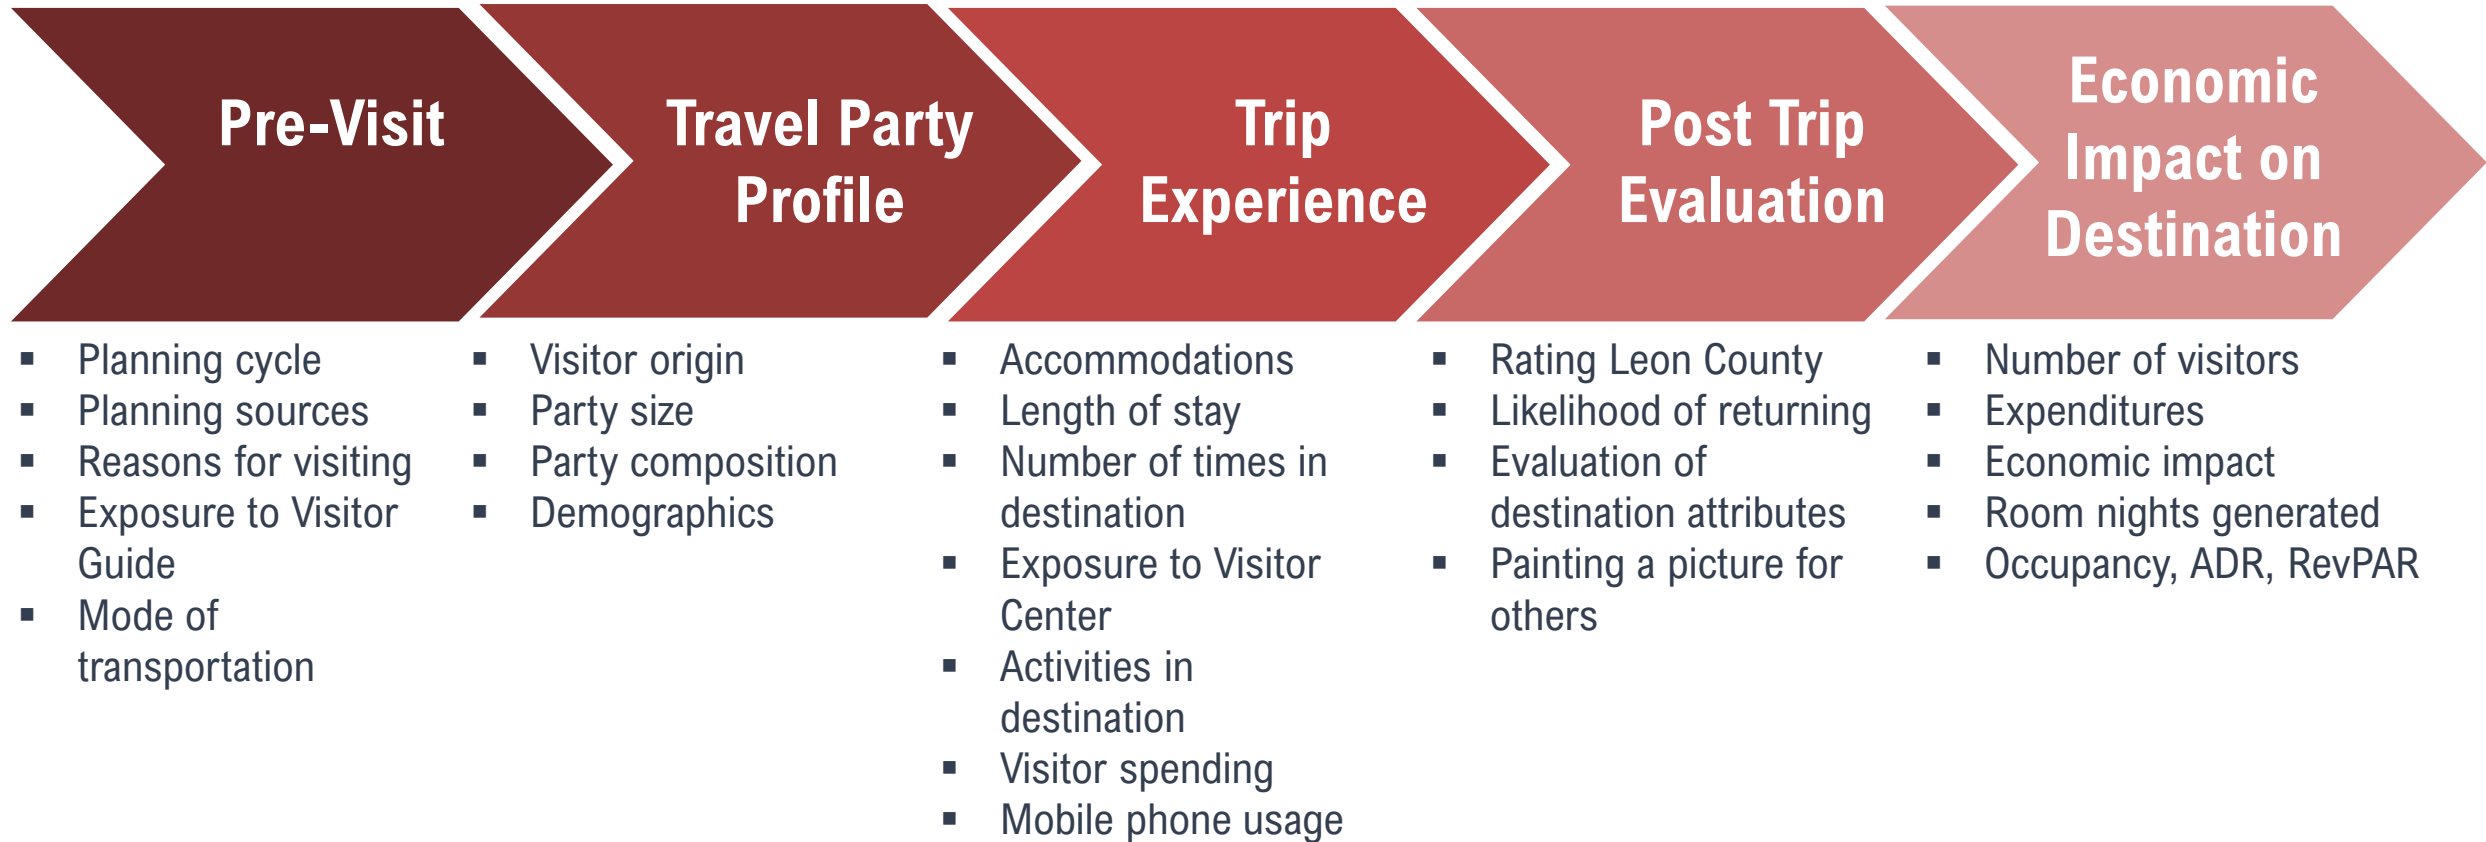 Pre-Visit
Travel Party
Profile
Trip
Experience
Post Trip
Evaluation
Economic
Impact on
Destination
▪ Planning cycle
▪ Planning sources
▪ Reasons for visiting
▪ Exposure to Visitor
Guide
▪ Mode of
transportation
▪ Visitor origin
▪ Party size
▪ Party composition
▪ Demographics
▪ Accommodations
▪ Length of stay
▪ Number of times in
destination
▪ Exposure to Visitor
Center
▪ Activities in
destination
▪ Visitor spending
▪ Mobile phone usage
▪ Rating Leon County
▪ Likelihood of returning
▪ Evaluation of
destination attributes
▪ Painting a picture for
others
▪ Number of visitors
▪ Expenditures
▪ Economic impact
▪ Room nights generated
▪ Occupancy, ADR, RevPAR